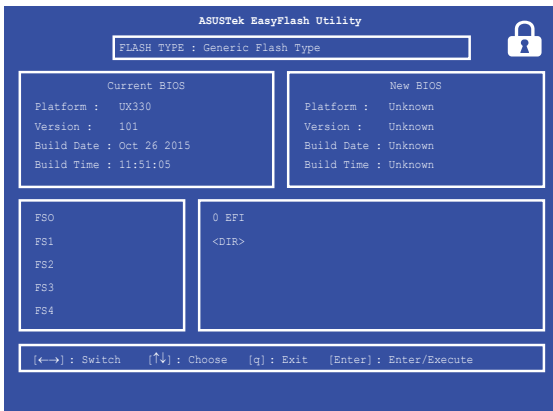 ASUSTek EasyFlash Utility
FLASH TYPE : Generic Flash Type
Current BIOS
Platform : UX330
Version : 101
Build Date : Oct 26 2015
Build Time : 11:51:05
New BIOS
Platform : Unknown
Version : Unknown
Build Date : Unknown
Build Time : Unknown
FSO
FS1
FS2
FS3
FS4
0 EFI
<DIR>
[←→] : Switch [↑↓] : Choose [q] : Exit [Enter] : Enter/Execute